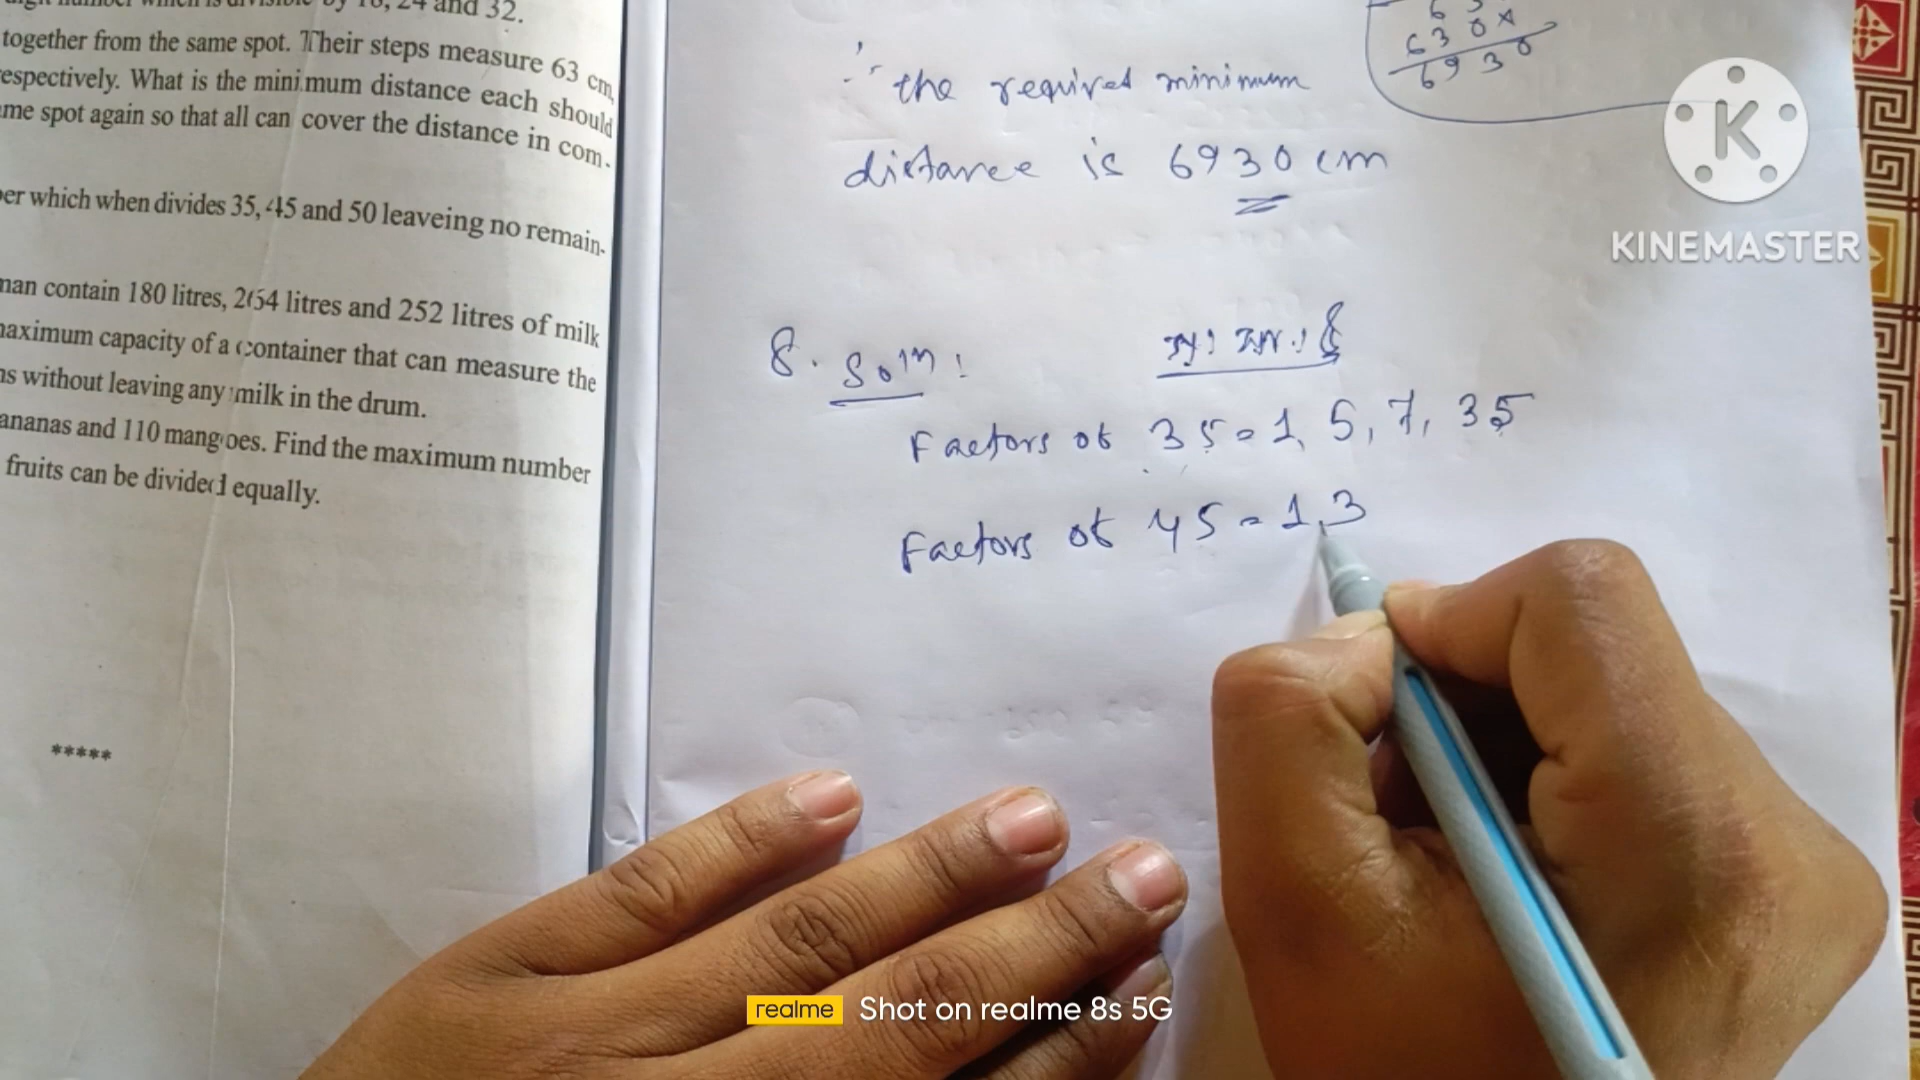 and 32.
together from the same spot. Their steps measure 63 cm,
espectively. What is the minimum distance each should
me spot again so that all can cover the distance in com-
er which when divides 35, 45 and 50 leaveing no remain-
man contain 180 litres, 264 litres and 252 litres of milk
maximum capacity of a container that can measure the
ns without leaving any milk in the drum.
ananas and 110 mangoes. Find the maximum number
fruits can be divided equally.
*****
630×
6930
∴ the required minimum
distance is 6930 cm
8. Soln:
Factors of 35 = 1, 5, 7, 35
Factors of 45 = 1, 3
K
KINEMASTER
realme Shot on realme 8s 5G